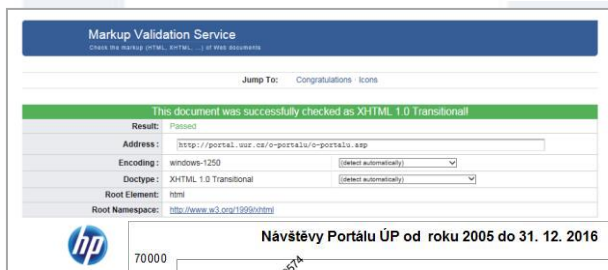 Markup Validation Service
Check the markup (HTML, XHTML, ...) of Web documents
Jump To: Congratulations · Icons
This document was successfully checked as XHTML 1.0 Transitional!
Result: Passed
Address : http://portal.uur.cz/o-portalu/o-portalu.asp
Encoding : windows-1250 (detect automatically)
Doctype : XHTML 1.0 Transitional (detect automatically)
Root Element: html
Root Namespace: http://www.w3.org/1999/xhtml
hp
Návštěvy Portálu ÚP od roku 2005 do 31. 12. 2016
70000